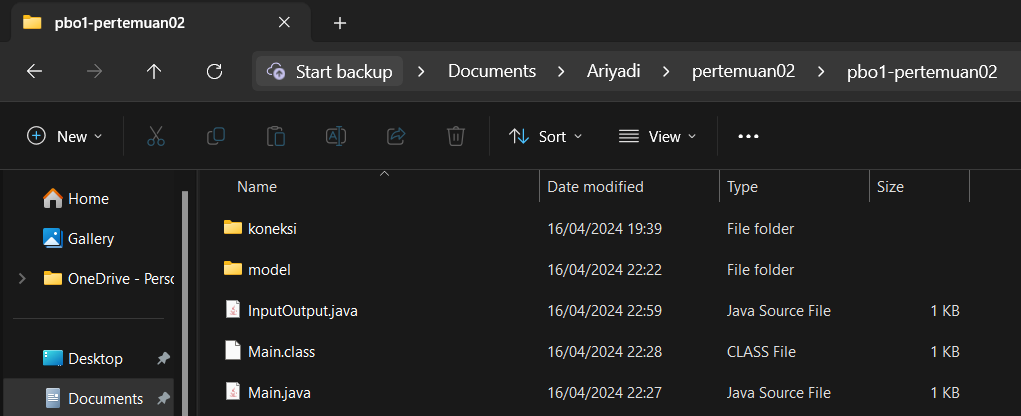 pbo1-pertemuan02
Start backup > Documents > Ariyadi > pertemuan02 > pbo1-pertemuan02
New Sort View
Name Date modified Type Size
Home
Gallery
OneDrive - Perso
Desktop
Documents
koneksi 16/04/2024 19:39 File folder
model 16/04/2024 22:22 File folder
InputOutput.java 16/04/2024 22:59 Java Source File 1 KB
Main.class 16/04/2024 22:28 CLASS File 1 KB
Main.java 16/04/2024 22:27 Java Source File 1 KB